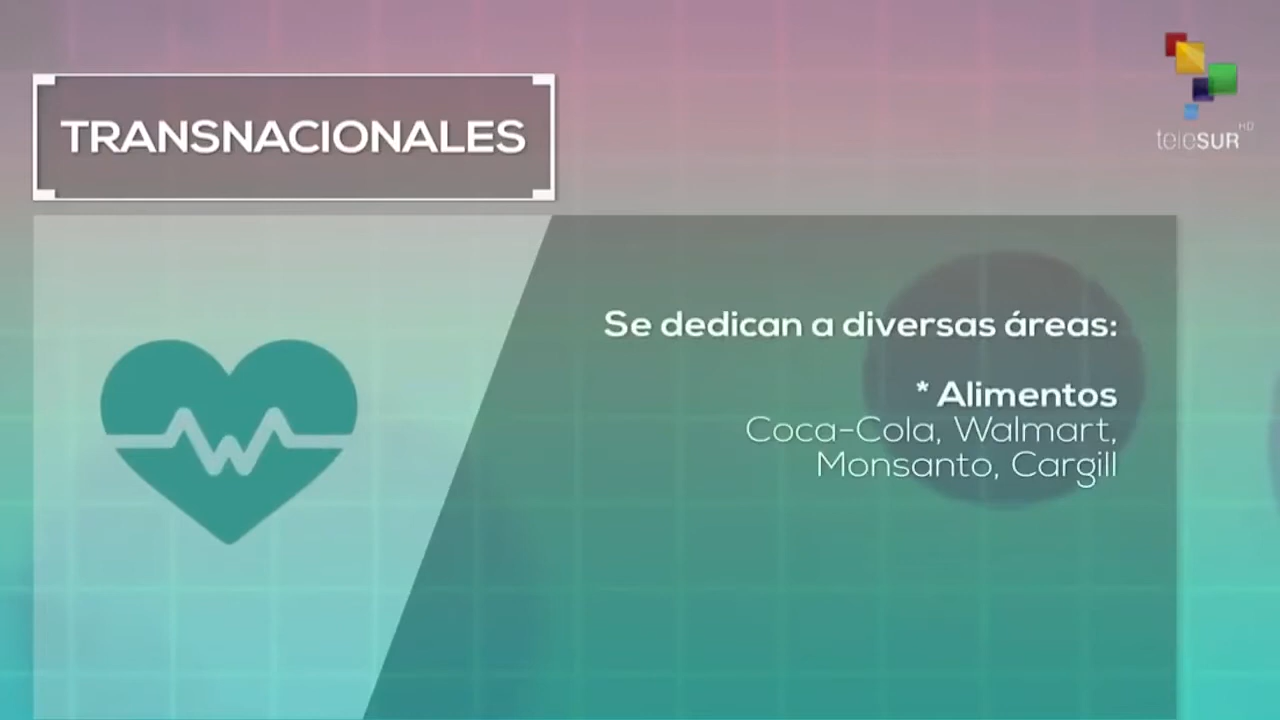 TRANSNACIONALES
teleSUR HD
Se dedican a diversas áreas:
* Alimentos
Coca-Cola, Walmart,
Monsanto, Cargill